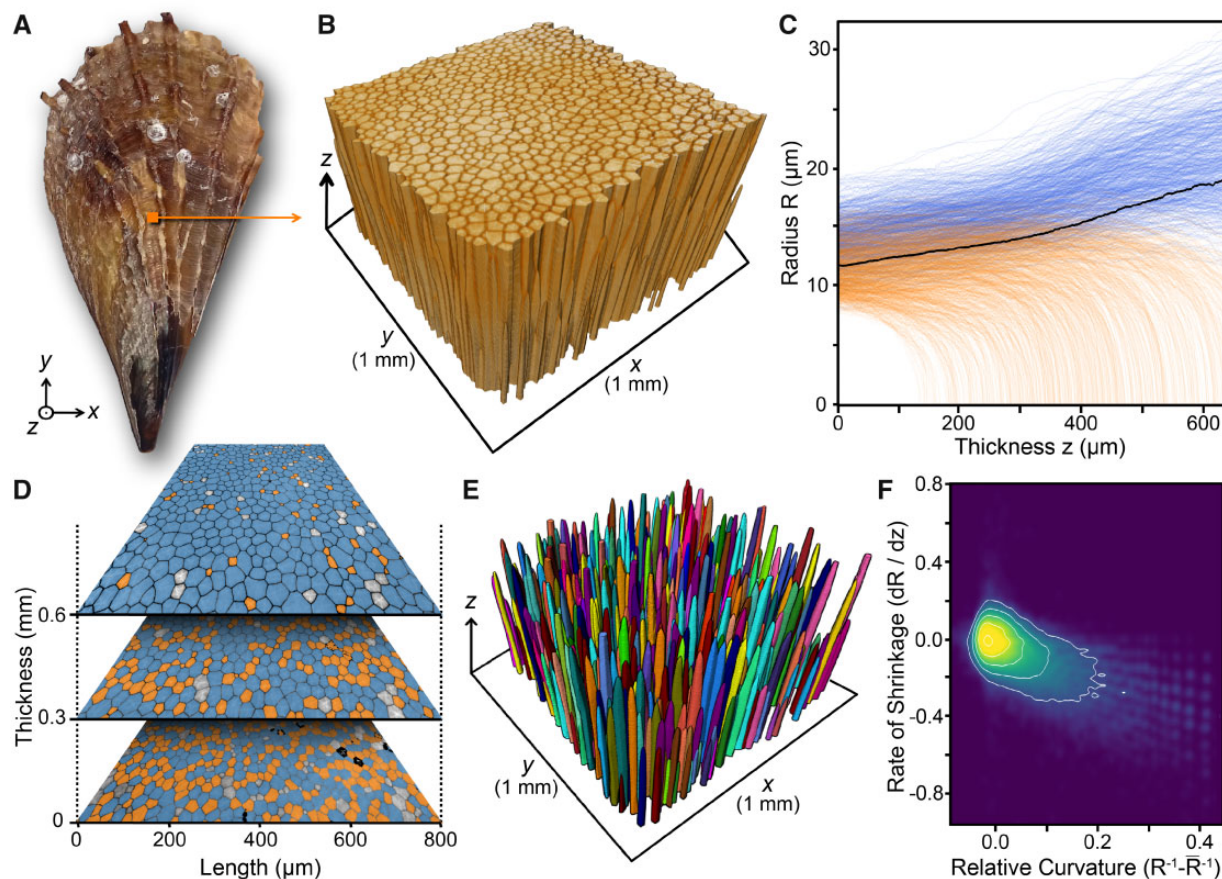 A
y
z
x
B
z
y
(1 mm)
x
(1 mm)
C
Radius R (µm)
30
20
10
0
0
200
400
600
Thickness z (µm)
D
Thickness (mm)
0.6
0.3
0
0
200
400
600
800
Length (µm)
E
z
y
(1 mm)
x
(1 mm)
F
Rate of Shrinkage (dR / dz)
0.8
0.4
0.0
-0.4
-0.8
0.0
0.2
0.4
Relative Curvature (R⁻¹-R̅⁻¹)